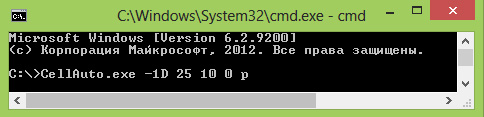 C:\Windows\System32\cmd.exe - cmd
Microsoft Windows [Version 6.2.9200]
(c) Корпорация Майкрософт, 2012. Все права защищены.
C:\>CellAuto.exe -1D 25 10 0 p